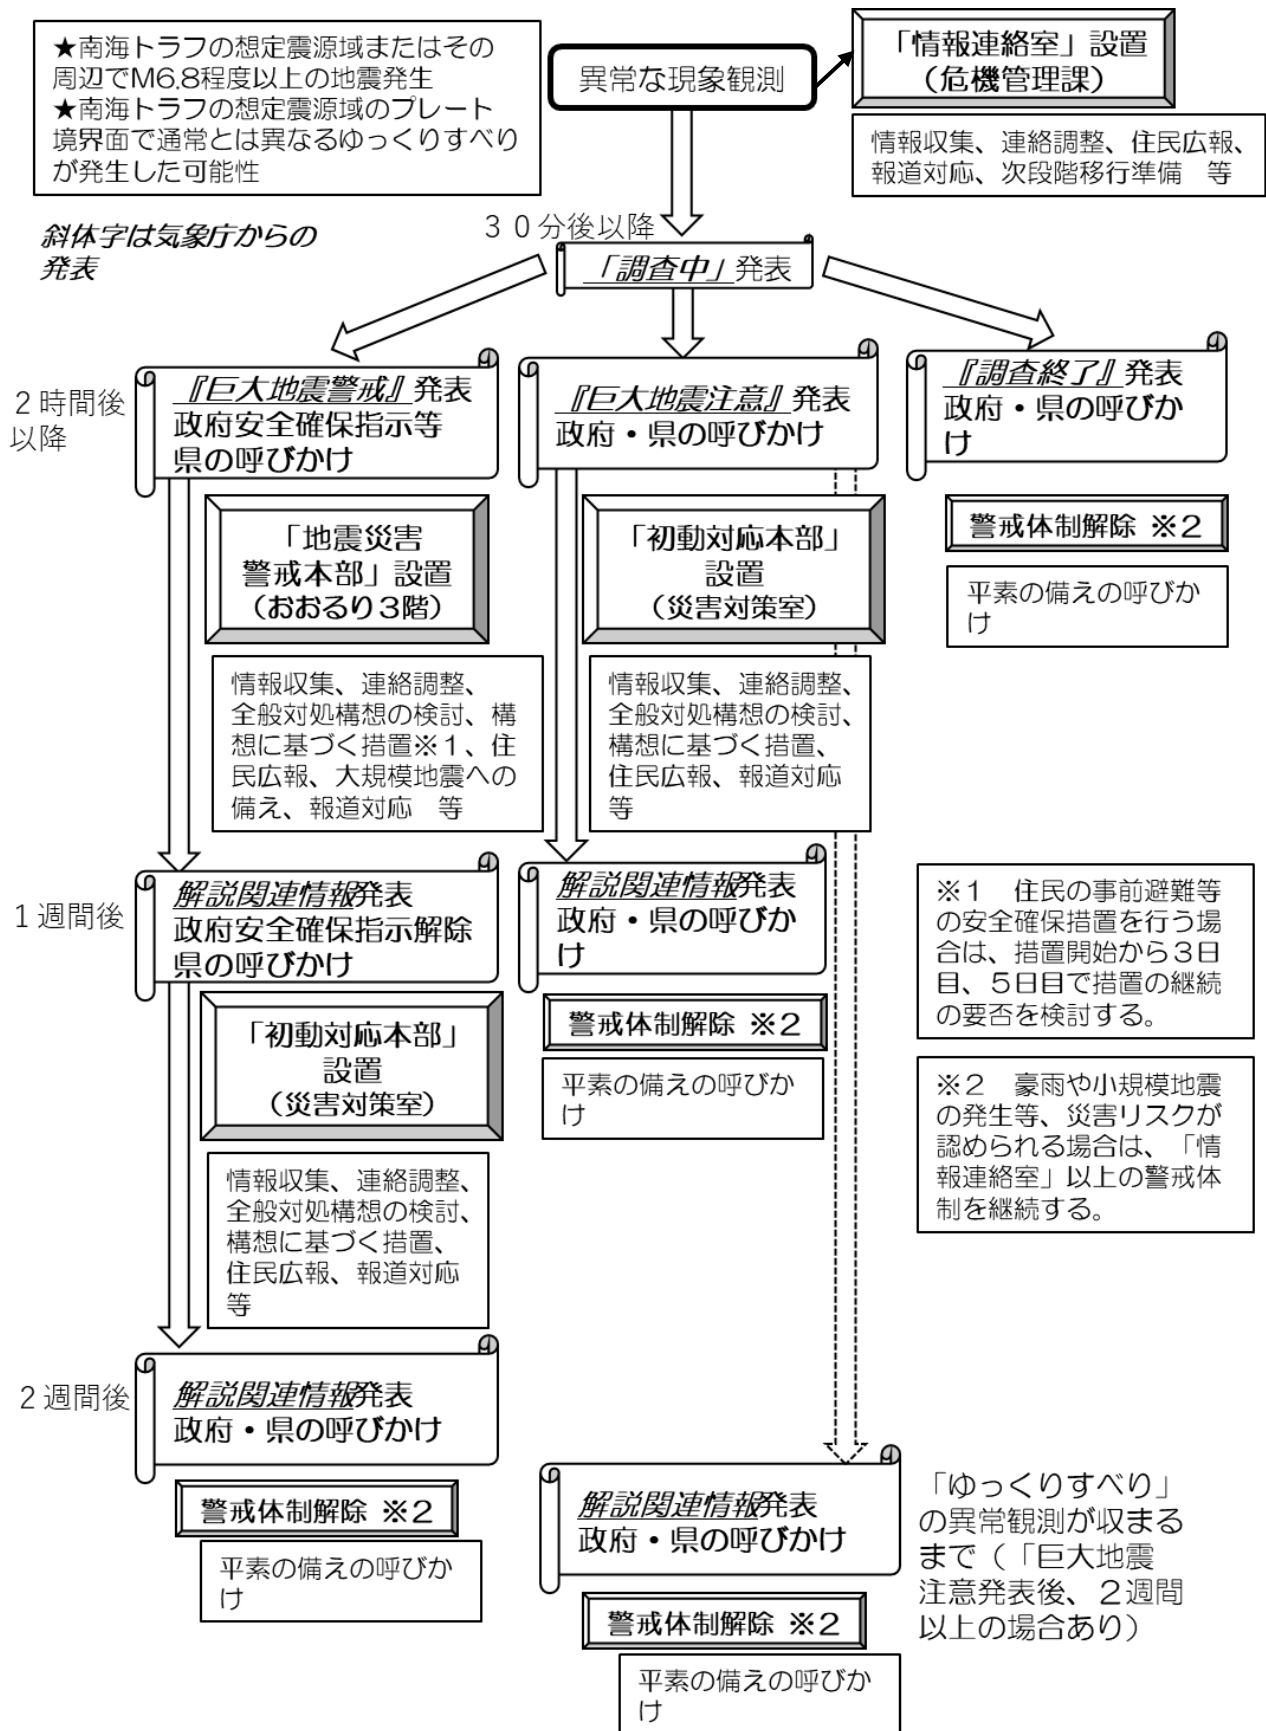 ★南海トラフの想定震源域またはその
周辺でM6.8程度以上の地震発生
★南海トラフの想定震源域のプレート
境界面で通常とは異なるゆっくりすべり
が発生した可能性
異常な現象観測
「情報連絡室」設置
（危機管理課）
情報収集、連絡調整、住民広報、
報道対応、次段階移行準備　等
斜体字は気象庁からの
発表
３０分後以降
「調査中」発表
２時間後
以降
『巨大地震警戒』発表
政府安全確保指示等
県の呼びかけ
『巨大地震注意』発表
政府・県の呼びかけ
『調査終了』発表
政府・県の呼びか
け
「地震災害
警戒本部」設置
（おおるり３階）
「初動対応本部」
設置
（災害対策室）
警戒体制解除 ※２
平素の備えの呼びか
け
情報収集、連絡調整、
全般対処構想の検討、構
想に基づく措置※１、住
民広報、大規模地震への
備え、報道対応　等
情報収集、連絡調整、
全般対処構想の検討、
構想に基づく措置、
住民広報、報道対応
等
１週間後
解説関連情報発表
政府安全確保指示解除
県の呼びかけ
解説関連情報発表
政府・県の呼びか
け
※１　住民の事前避難等
の安全確保措置を行う場
合は、措置開始から３日
目、５日目で措置の継続
の要否を検討する。
「初動対応本部」
設置
（災害対策室）
警戒体制解除 ※２
平素の備えの呼びか
け
※２　豪雨や小規模地震
の発生等、災害リスクが
認められる場合は、「情
報連絡室」以上の警戒体
制を継続する。
情報収集、連絡調整、
全般対処構想の検討、
構想に基づく措置、
住民広報、報道対応
等
２週間後
解説関連情報発表
政府・県の呼びかけ
警戒体制解除 ※２
平素の備えの呼びか
け
解説関連情報発表
政府・県の呼びかけ
「ゆっくりすべり」
の異常観測が収まる
まで（「巨大地震
注意発表後、２週間
以上の場合あり）
警戒体制解除 ※２
平素の備えの呼びか
け